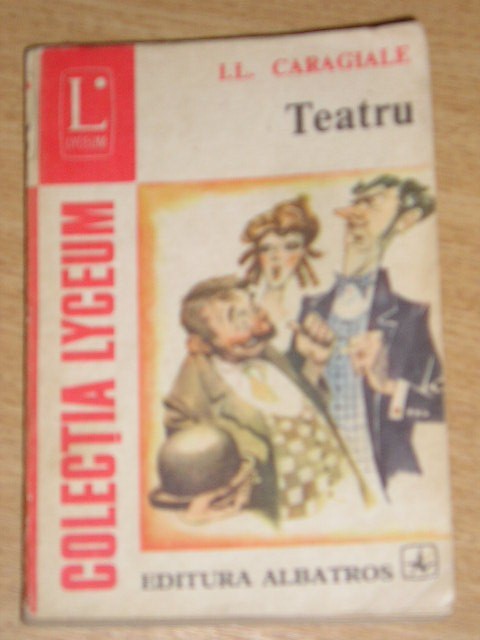 L
LYCEUM
I.L. CARAGIALE
Teatru
COLECȚIA LYCEUM
EDITURA ALBATROS